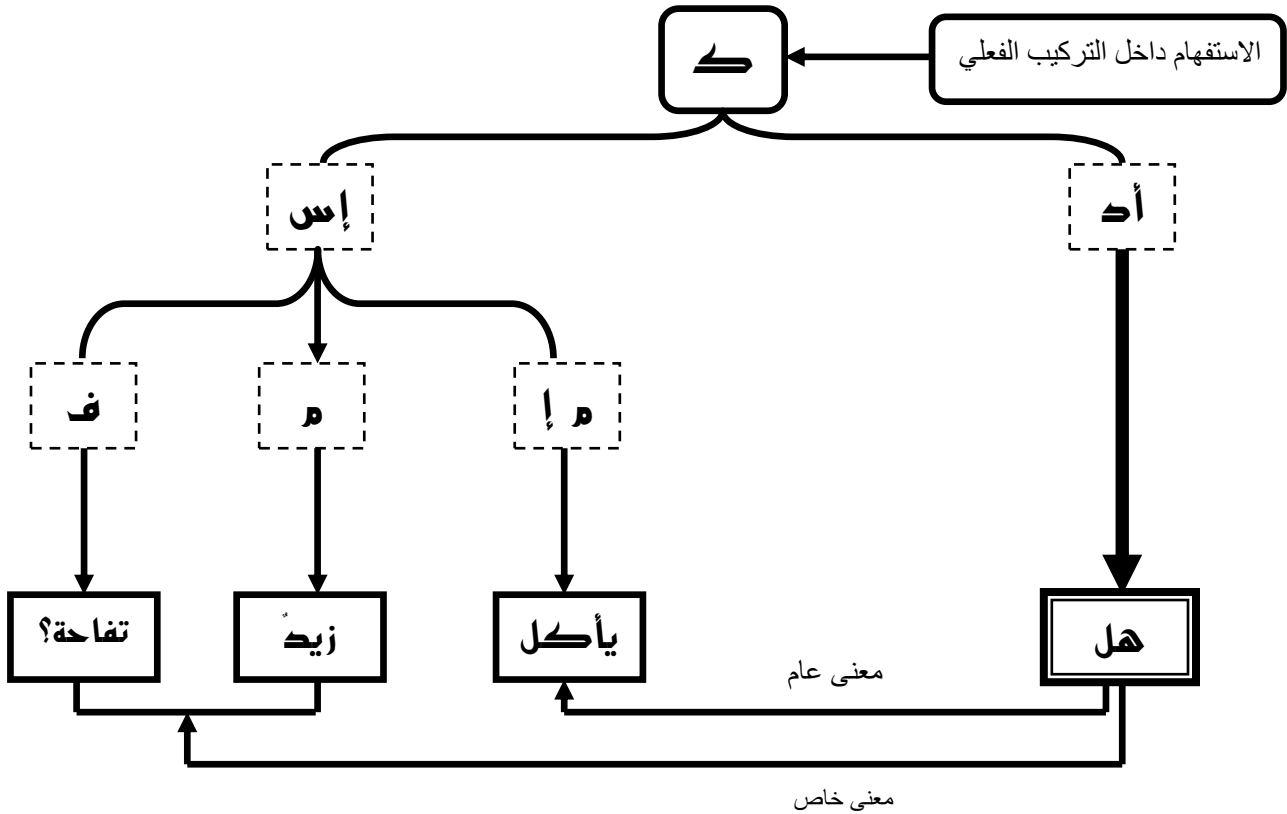 الاستفهام داخل التركيب الفعلي
ك
أد
إس
م إ
م
ف
هل
يأكل
زيدٌ
تفاحة؟
معنى عام
معنى خاص